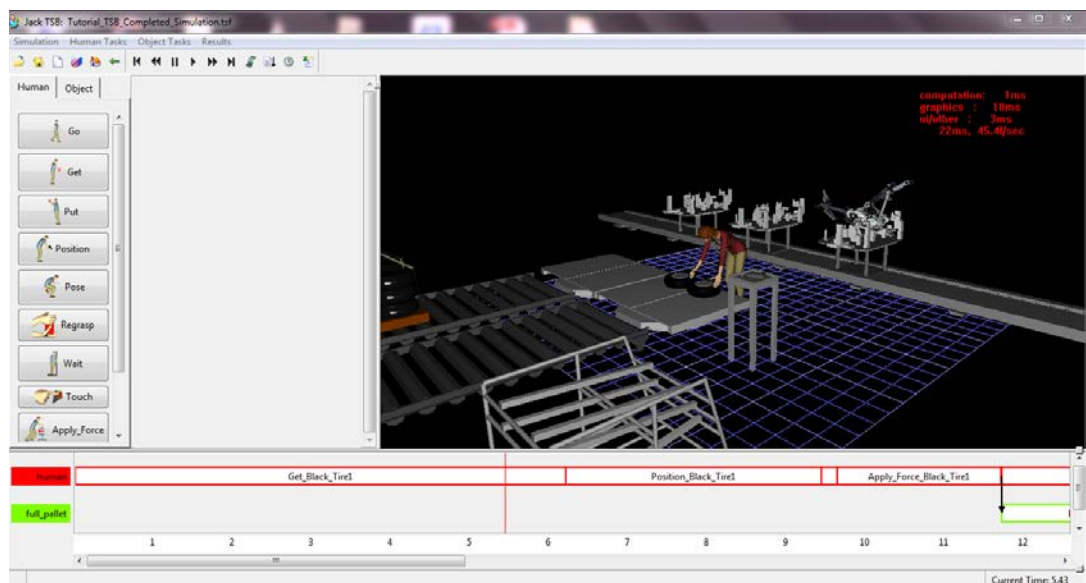 Jack TSB: Tutorial_TSB_Completed_Simulation.tsf
Simulation Human Tasks Object Tasks Results
Human Object
Go
Get
Put
Position
Pose
Regrasp
Wait
Touch
Apply_Force
computation: 1ms
graphics : 18ms
ui/other : 3ms
22ms, 45.4f/sec
human Get_Black_Tire1 Position_Black_Tire1 Apply_Force_Black_Tire1
full_pallet
1 2 3 4 5 6 7 8 9 10 11 12
Current Time: 5.43